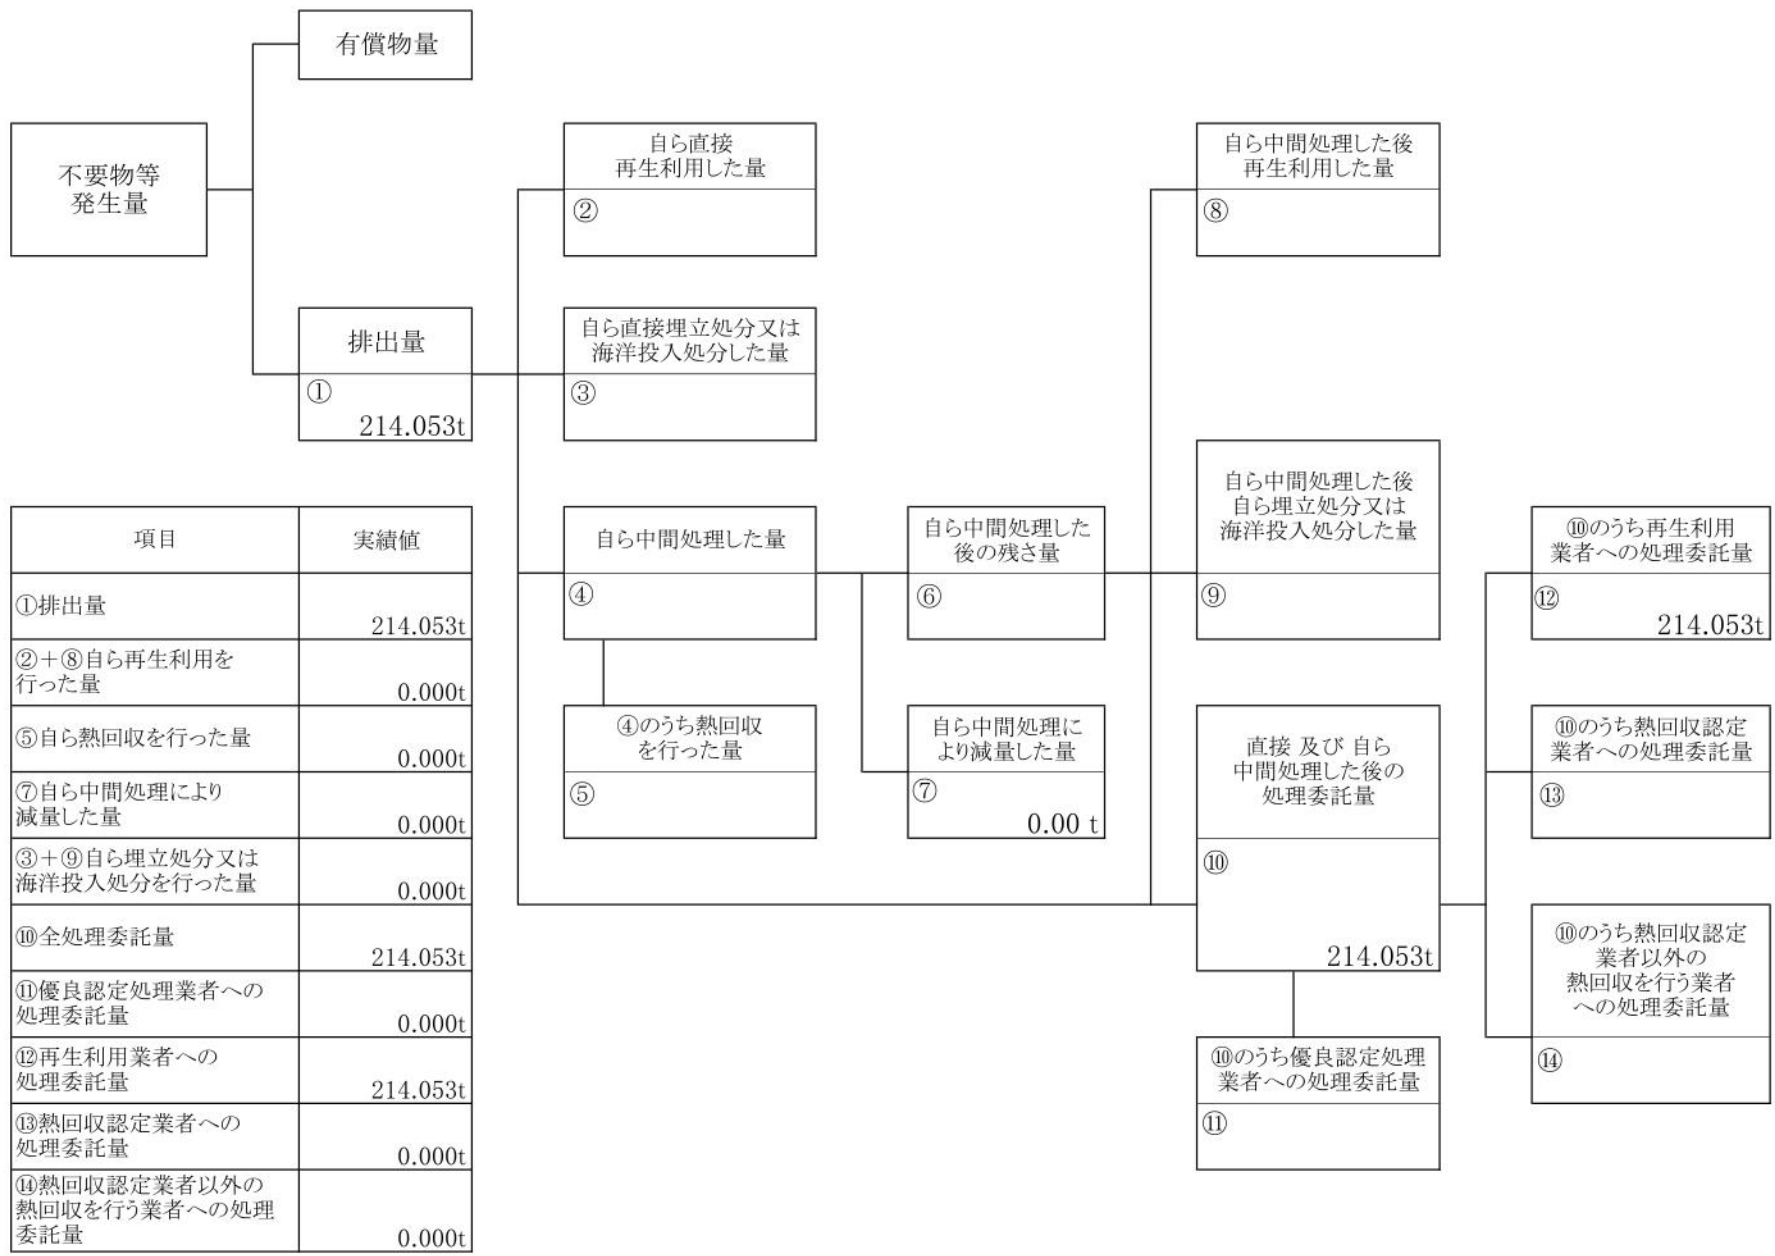 有償物量
不要物等
発生量
自ら直接
再生利用した量
②
自ら中間処理した後
再生利用した量
⑧
排出量
①
214.053t
自ら直接埋立処分又は
海洋投入処分した量
③
自ら中間処理した量
④
自ら中間処理した
後の残さ量
⑥
自ら中間処理した後
自ら埋立処分又は
海洋投入処分した量
⑨
⑩のうち再生利用
業者への処理委託量
⑫
214.053t
④のうち熱回収
を行った量
⑤
自ら中間処理に
より減量した量
⑦
0.00 t
直接 及び 自ら
中間処理した後の
処理委託量
⑩
214.053t
⑩のうち熱回収認定
業者への処理委託量
⑬
⑩のうち熱回収認定
業者以外の
熱回収を行う業者
への処理委託量
⑭
⑩のうち優良認定処理
業者への処理委託量
⑪
項目 実績値
①排出量
214.053t
②＋⑧自ら再生利用を
行った量
0.000t
⑤自ら熱回収を行った量
0.000t
⑦自ら中間処理により
減量した量
0.000t
③＋⑨自ら埋立処分又は
海洋投入処分を行った量
0.000t
⑩全処理委託量
214.053t
⑪優良認定処理業者への
処理委託量
0.000t
⑫再生利用業者への
処理委託量
214.053t
⑬熱回収認定業者への
処理委託量
0.000t
⑭熱回収認定業者以外の
熱回収を行う業者への処理
委託量
0.000t